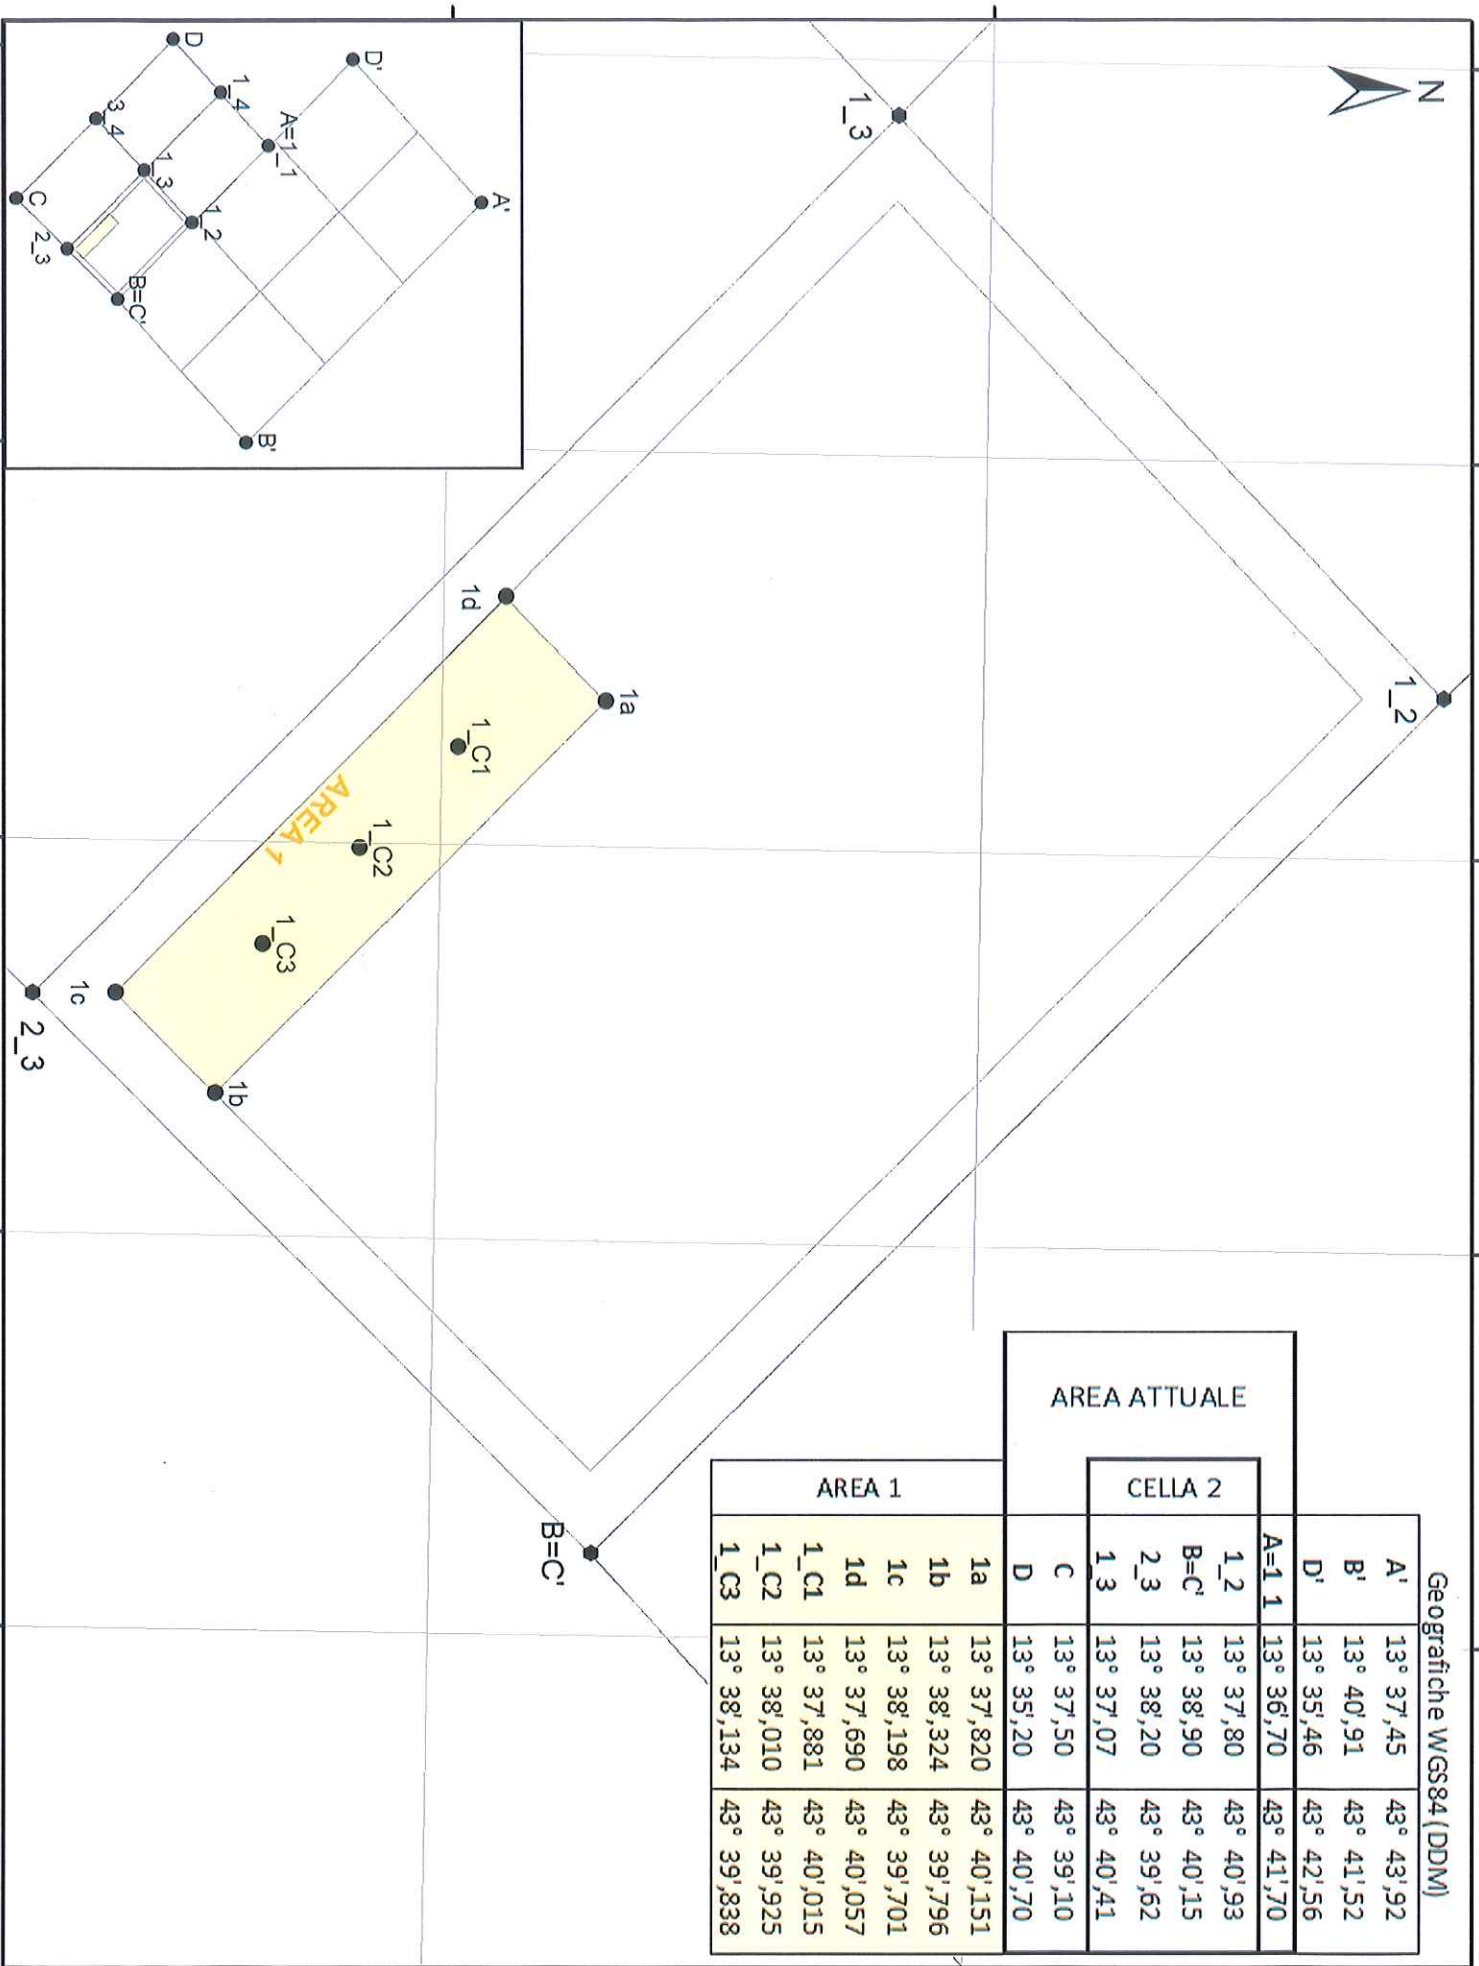 N
1_3
1_2
1d
1a
1_C1
1_C2
1_C3
AREA 1
1c
1b
2_3
B=C'
D
D'
1_4
A=1_1
A'
3_4
1_3
1_2
C
2_3
B=C'
B'
Geografiche WGS84 (DDM)
A' 13° 37',45 43° 43',92
B' 13° 40',91 43° 41',52
D' 13° 35',46 43° 42',56
AREA ATTUALE
A=1_1 13° 36',70 43° 41',70
CELLA 2
1_2 13° 37',80 43° 40',93
B=C' 13° 38',90 43° 40',15
2_3 13° 38',20 43° 39',62
1_3 13° 37',07 43° 40',41
C 13° 37',50 43° 39',10
D 13° 35',20 43° 40',70
AREA 1
1a 13° 37',820 43° 40',151
1b 13° 38',324 43° 39',796
1c 13° 38',198 43° 39',701
1d 13° 37',690 43° 40',057
1_C1 13° 37',881 43° 40',015
1_C2 13° 38',010 43° 39',925
1_C3 13° 38',134 43° 39',838